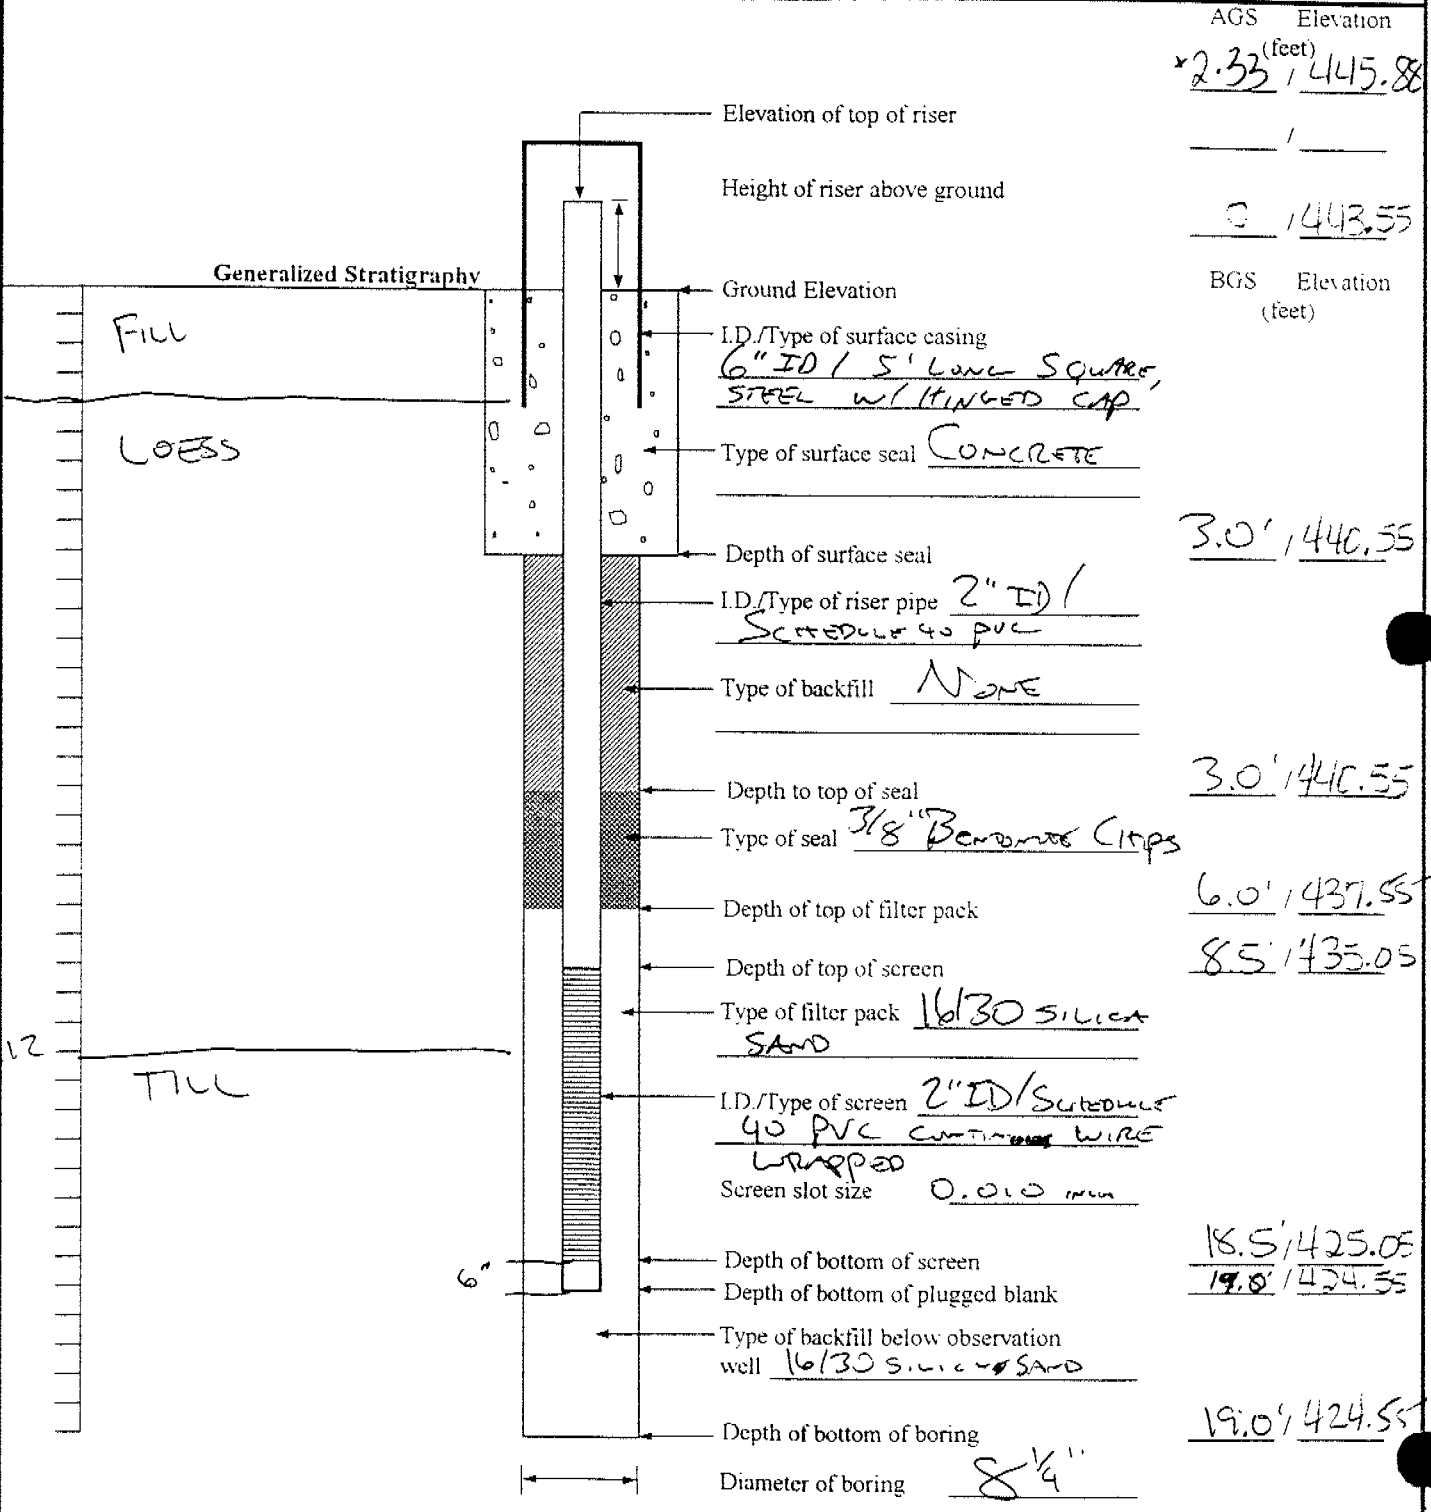 AGS Elevation
(feet)
*2.33 / 445.88
Elevation of top of riser
/
Height of riser above ground
0 / 443.55
Generalized Stratigraphy
Ground Elevation
BGS Elevation
(feet)
FILL
I.D./Type of surface casing
6" ID / 5' LONG SQUARE,
STEEL W/ HINGED CAP
LOESS
Type of surface seal CONCRETE
3.0' / 440.55
Depth of surface seal
I.D./Type of riser pipe 2" ID /
SCHEDULE 40 PVC
Type of backfill NONE
3.0' / 440.55
Depth to top of seal
Type of seal 3/8" BENTONITE CHIPS
6.0' / 437.55
Depth of top of filter pack
8.5' / 435.05
Depth of top of screen
Type of filter pack 16/30 SILICA
SAND
12
TILL
I.D./Type of screen 2" ID/SCHEDULE
40 PVC CONTINUOUS WIRE
WRAPPED
Screen slot size 0.010 INCH
18.5' / 425.05
Depth of bottom of screen
6"
19.0' / 424.55
Depth of bottom of plugged blank
Type of backfill below observation
well 16/30 SILICA SAND
19.0' / 424.55
Depth of bottom of boring
Diameter of boring 8 1/4"